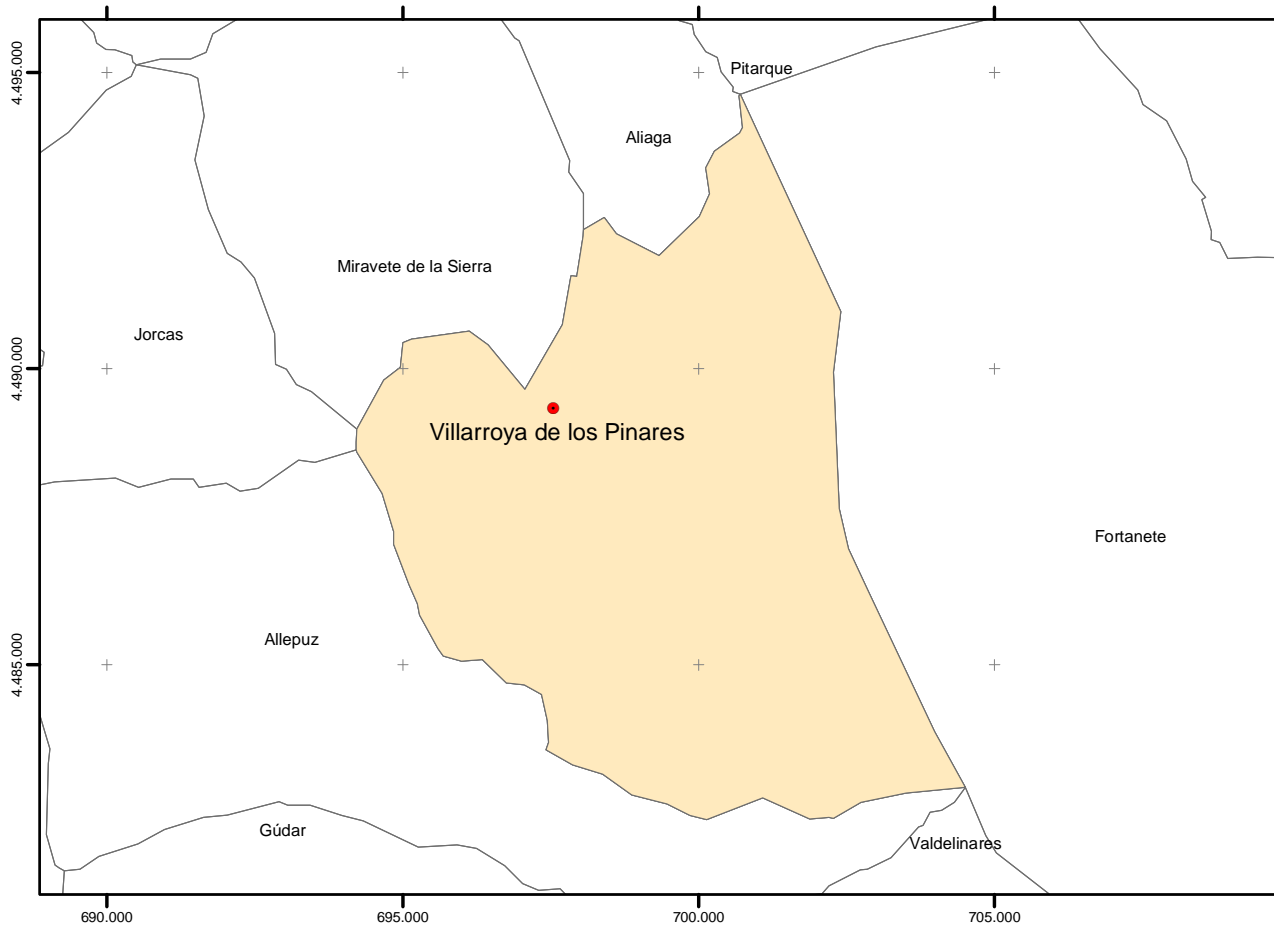 4.495.000
Pitarque
Aliaga
Miravete de la Sierra
Jorcas
4.490.000
Villarroya de los Pinares
Fortanete
Allepuz
4.485.000
Gúdar
Valdelinares
690.000
695.000
700.000
705.000